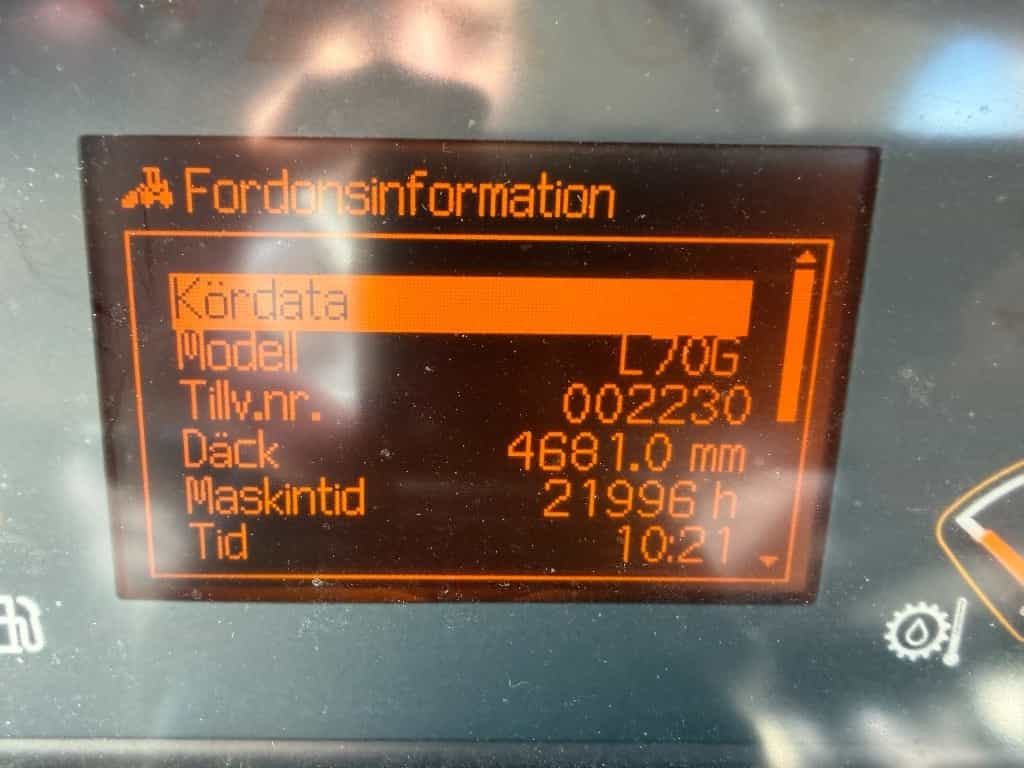 Fordonsinformation
Kördata
Modell L70G
Tillv.nr. 002230
Däck 4681.0 mm
Maskintid 21996 h
Tid 10:21